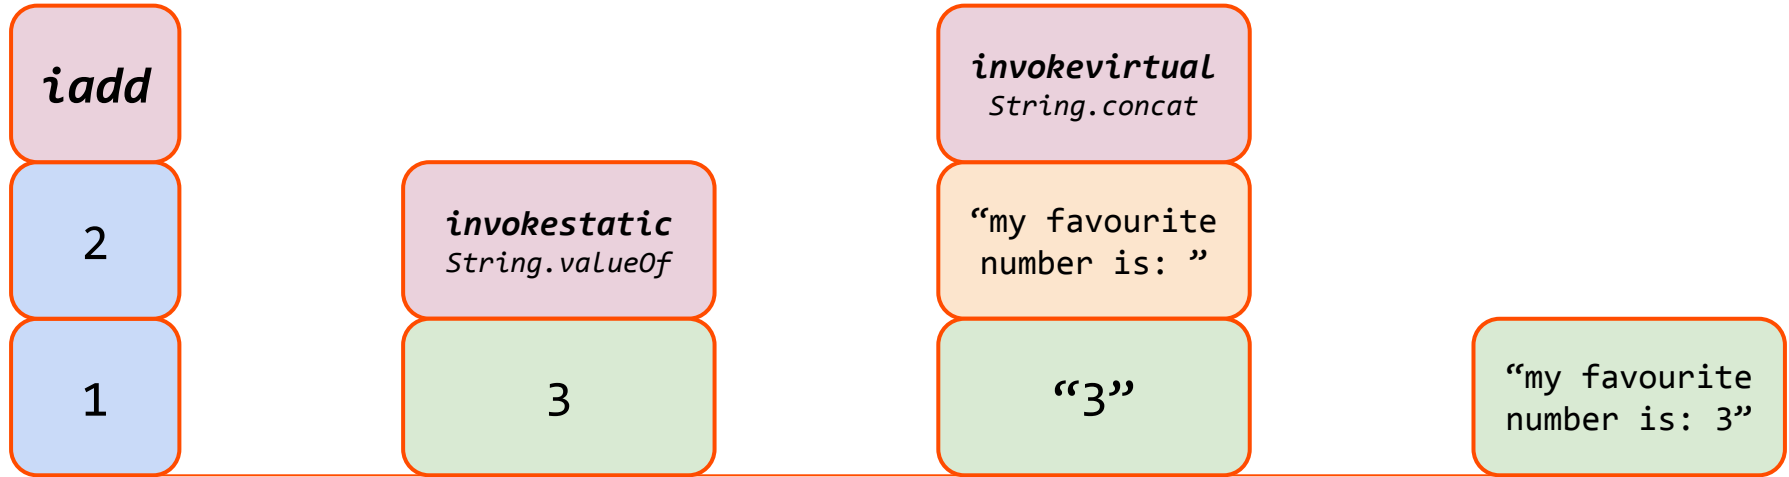 iadd
2
1
invokestatic
String.valueOf
3
invokevirtual
String.concat
“my favourite
number is: ”
“3”
“my favourite
number is: 3”